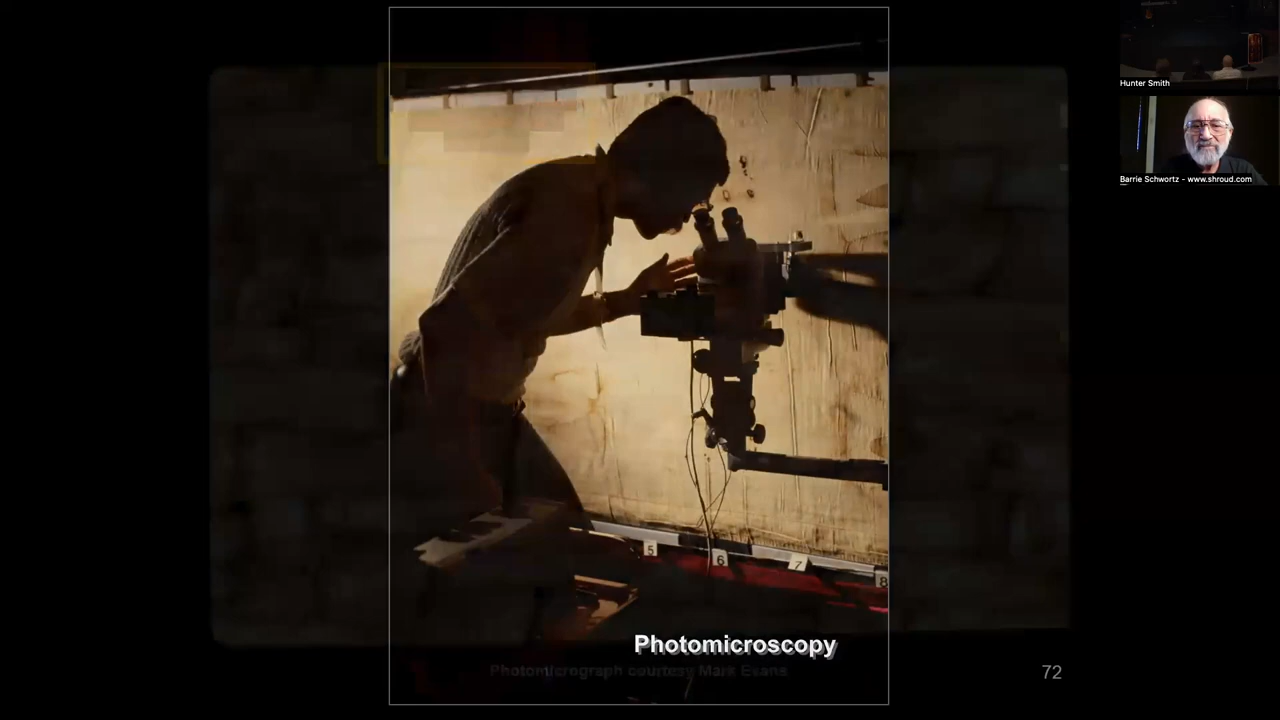 Hunter Smith
Barrie Schwortz - www.shroud.com
5
6
7
8
Photomicroscopy
Photomicrograph courtesy Mark Evans
72